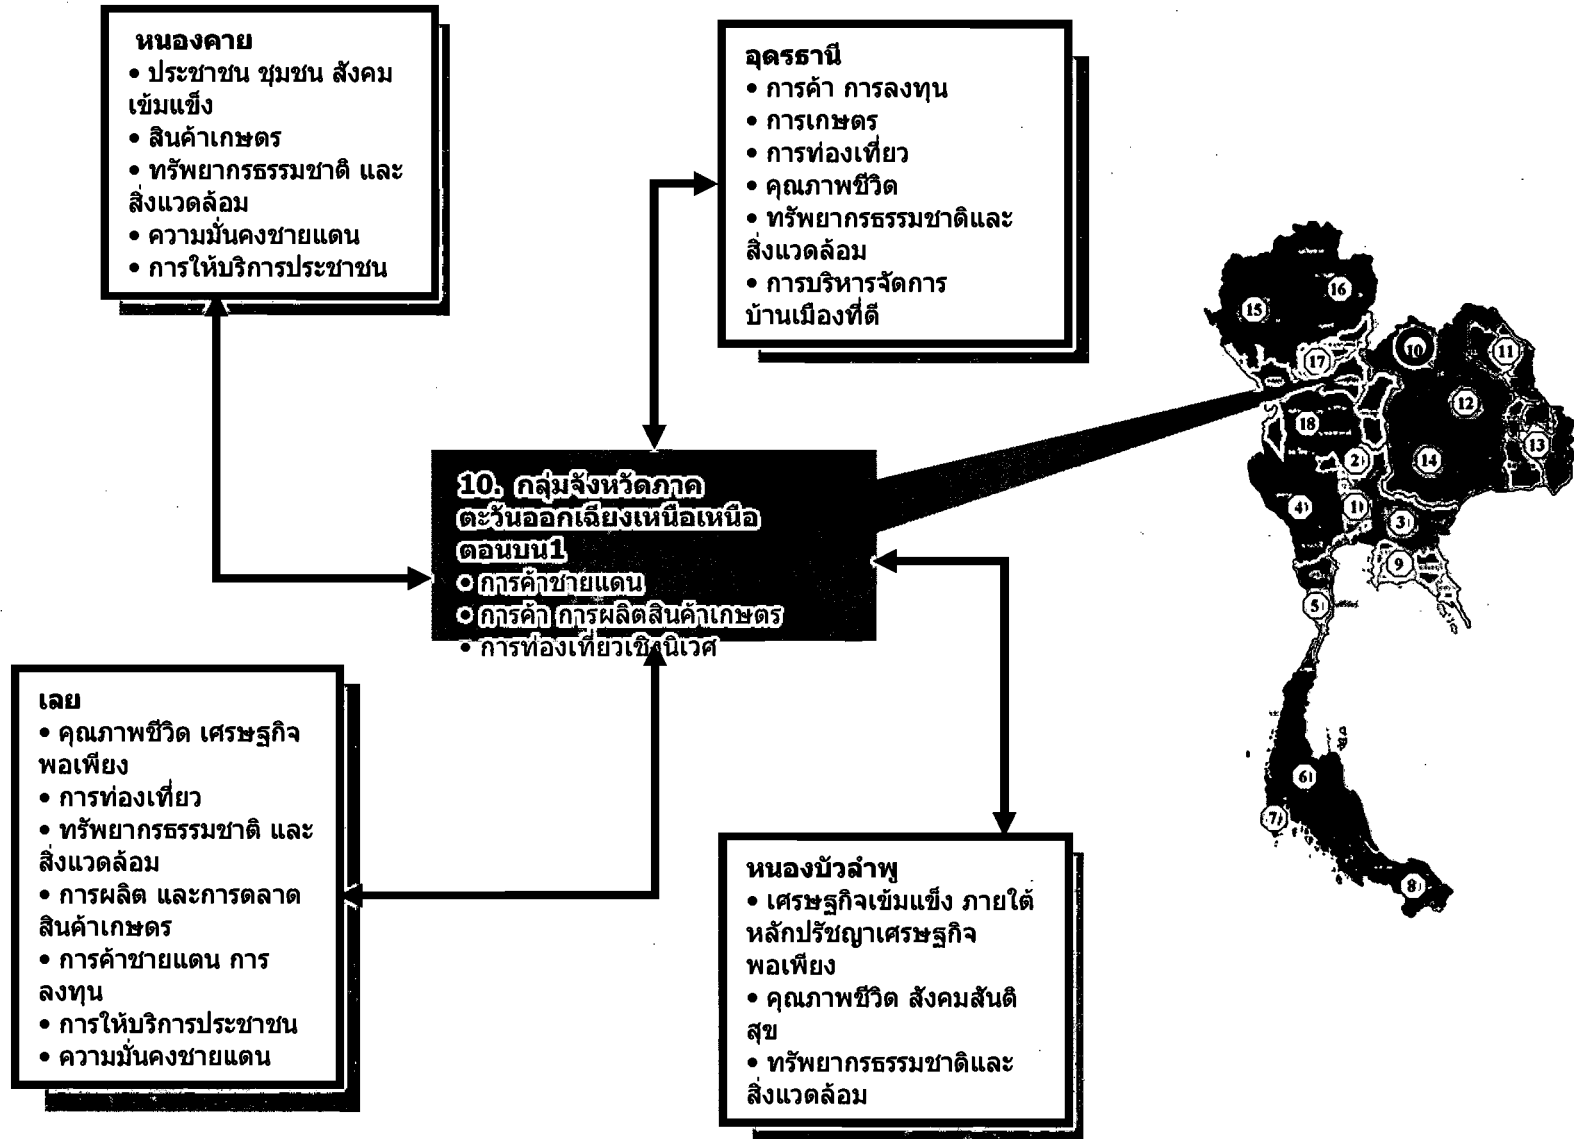 หนองคาย
• ประชาชน ชุมชน สังคม
เข้มแข็ง
• สินค้าเกษตร
• ทรัพยากรธรรมชาติ และ
สิ่งแวดล้อม
• ความมั่นคงชายแดน
• การให้บริการประชาชน
อุดรธานี
• การค้า การลงทุน
• การเกษตร
• การท่องเที่ยว
• คุณภาพชีวิต
• ทรัพยากรธรรมชาติและ
สิ่งแวดล้อม
• การบริหารจัดการ
บ้านเมืองที่ดี
10. กลุ่มจังหวัดภาค
ตะวันออกเฉียงเหนือเหนือ
ตอนบน1
• การค้าชายแดน
• การค้า การผลิตสินค้าเกษตร
• การท่องเที่ยวเชิงนิเวศ
เลย
• คุณภาพชีวิต เศรษฐกิจ
พอเพียง
• การท่องเที่ยว
• ทรัพยากรธรรมชาติ และ
สิ่งแวดล้อม
• การผลิต และการตลาด
สินค้าเกษตร
• การค้าชายแดน การ
ลงทุน
• การให้บริการประชาชน
• ความมั่นคงชายแดน
หนองบัวลำพู
• เศรษฐกิจเข้มแข็ง ภายใต้
หลักปรัชญาเศรษฐกิจ
พอเพียง
• คุณภาพชีวิต สังคมสันติ
สุข
• ทรัพยากรธรรมชาติและ
สิ่งแวดล้อม
16
15
17
10
11
12
18
13
2
14
4
1
3
9
5
6
7
8